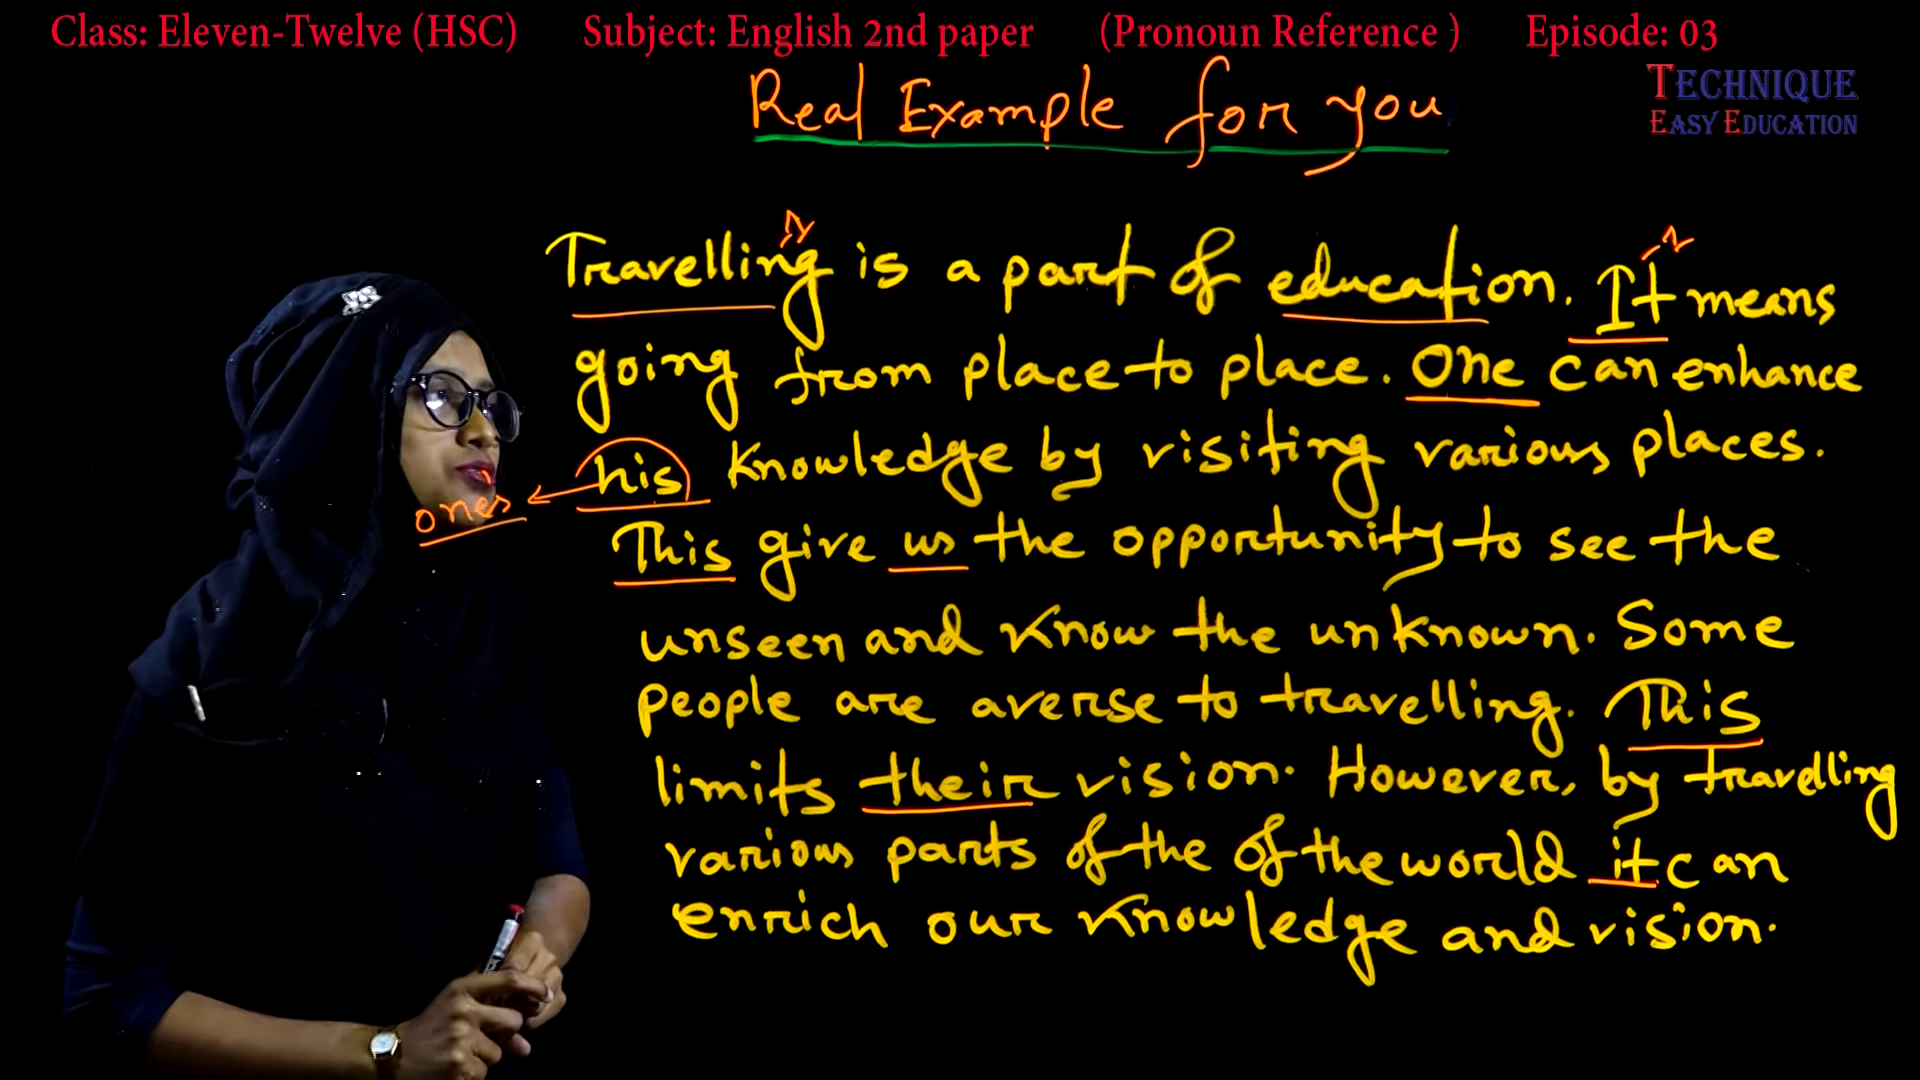 Class: Eleven-Twelve (HSC) Subject: English 2nd paper (Pronoun Reference ) Episode: 03
TECHNIQUE
EASY EDUCATION
Real Example for you
Travelling is a part of education. It means
going from place to place. One can enhance
his knowledge by visiting various places.
ones
This give us the opportunity to see the
unseen and know the unknown. Some
people are averse to travelling. This
limits their vision. However, by travelling
various parts of the of the world it can
enrich our knowledge and vision.